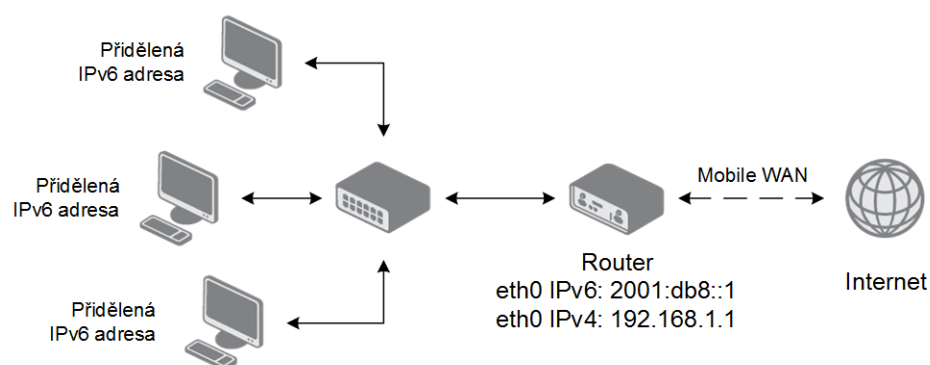 Přidělená
IPv6 adresa
Přidělená
IPv6 adresa
Přidělená
IPv6 adresa
Mobile WAN
Router
eth0 IPv6: 2001:db8::1
eth0 IPv4: 192.168.1.1
Internet